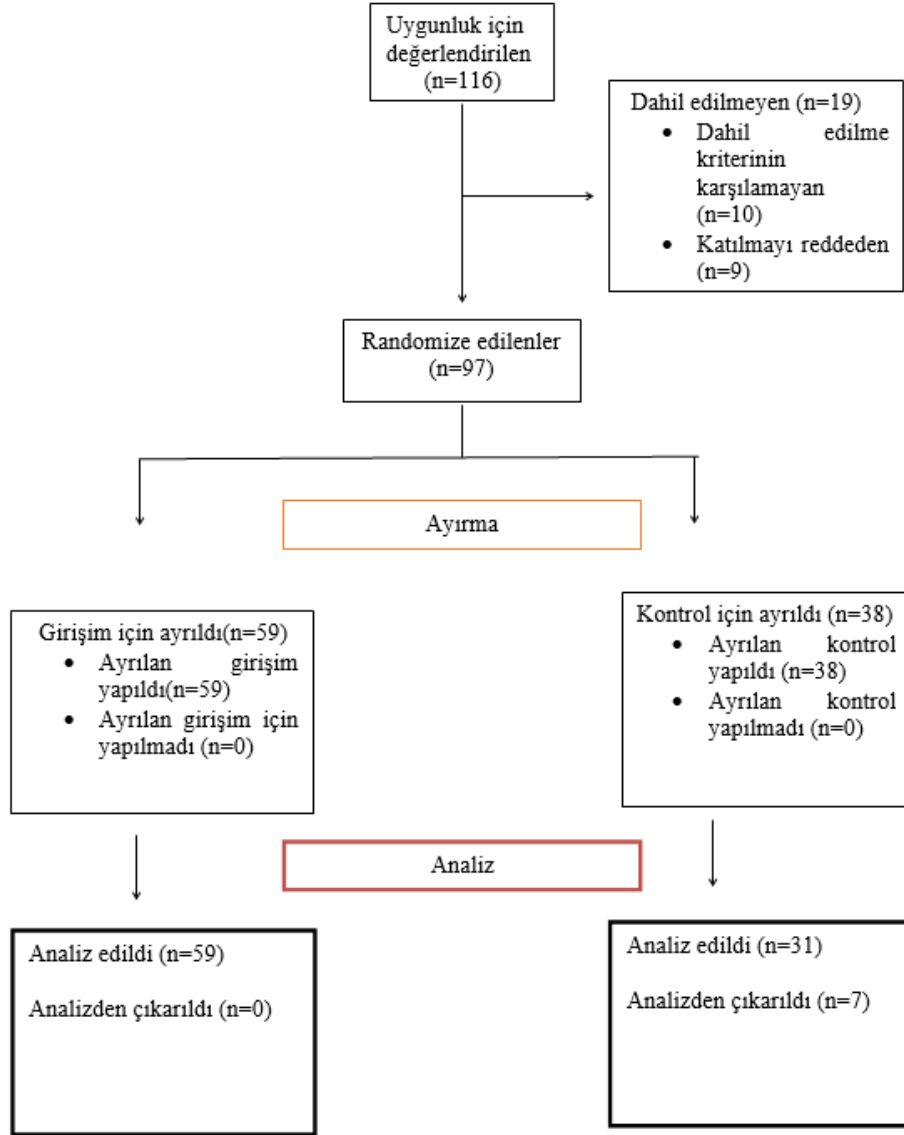 Uygunluk için
değerlendirilen
(n=116)
Dahil edilmeyen (n=19)
• Dahil edilme
kriterinin
karşılamayan
(n=10)
• Katılmayı reddeden
(n=9)
Randomize edilenler
(n=97)
Ayırma
Girişim için ayrıldı(n=59)
• Ayrılan girişim
yapıldı(n=59)
• Ayrılan girişim için
yapılmadı (n=0)
Kontrol için ayrıldı (n=38)
• Ayrılan kontrol
yapıldı (n=38)
• Ayrılan kontrol
yapılmadı (n=0)
Analiz
Analiz edildi (n=59)
Analizden çıkarıldı (n=0)
Analiz edildi (n=31)
Analizden çıkarıldı (n=7)